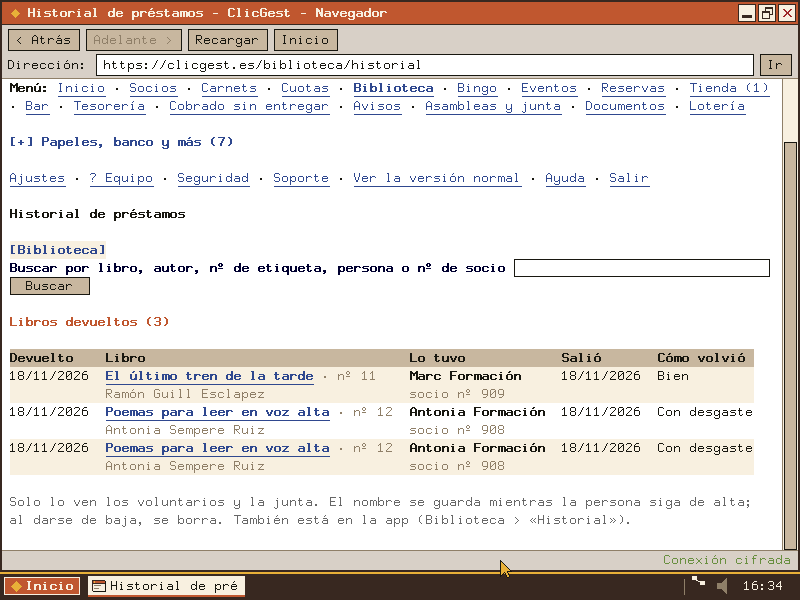 Historial de préstamos - ClicGest - Navegador
< Atrás Adelante > Recargar Inicio
Dirección: https://clicgest.es/biblioteca/historial Ir
Menú: Inicio · Socios · Carnets · Cuotas · Biblioteca · Bingo · Eventos · Reservas · Tienda (1)
· Bar · Tesorería · Cobrado sin entregar · Avisos · Asambleas y junta · Documentos · Lotería
[+] Papeles, banco y más (7)
Ajustes · ? Equipo · Seguridad · Soporte · Ver la versión normal · Ayuda · Salir
Historial de préstamos
[Biblioteca]
Buscar por libro, autor, nº de etiqueta, persona o nº de socio
Buscar
Libros devueltos (3)
Devuelto Libro Lo tuvo Salió Cómo volvió
18/11/2026 El último tren de la tarde · nº 11 Marc Formación 18/11/2026 Bien
Ramón Guill Esclapez socio nº 909
18/11/2026 Poemas para leer en voz alta · nº 12 Antonia Formación 18/11/2026 Con desgaste
Antonia Sempere Ruiz socio nº 908
18/11/2026 Poemas para leer en voz alta · nº 12 Antonia Formación 18/11/2026 Con desgaste
Antonia Sempere Ruiz socio nº 908
Solo lo ven los voluntarios y la junta. El nombre se guarda mientras la persona siga de alta;
al darse de baja, se borra. También está en la app (Biblioteca > «Historial»).
Conexión cifrada
Inicio Historial de pré 16:34